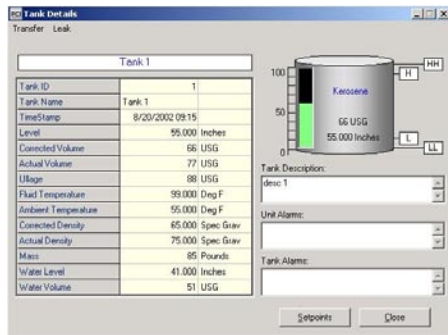 Tank Details
Transfer Leak
Tank 1
Tank ID 1
Tank Name Tank 1
TimeStamp 8/20/2002 09:15
Level 55.000 Inches
Corrected Volume 66 USG
Actual Volume 77 USG
Ullage 88 USG
Fluid Temperature 99.000 Deg F
Ambient Temperature 55.000 Deg F
Corrected Density 65.000 Spec Grav
Actual Density 75.000 Spec Grav
Mass 85 Pounds
Water Level 41.000 Inches
Water Volume 51 USG
100
50
0
Kerosene
66 USG
55.000 Inches
HH
H
L
LL
Tank Description:
desc 1
Unit Alarms:
Tank Alarms:
Setpoints
Close